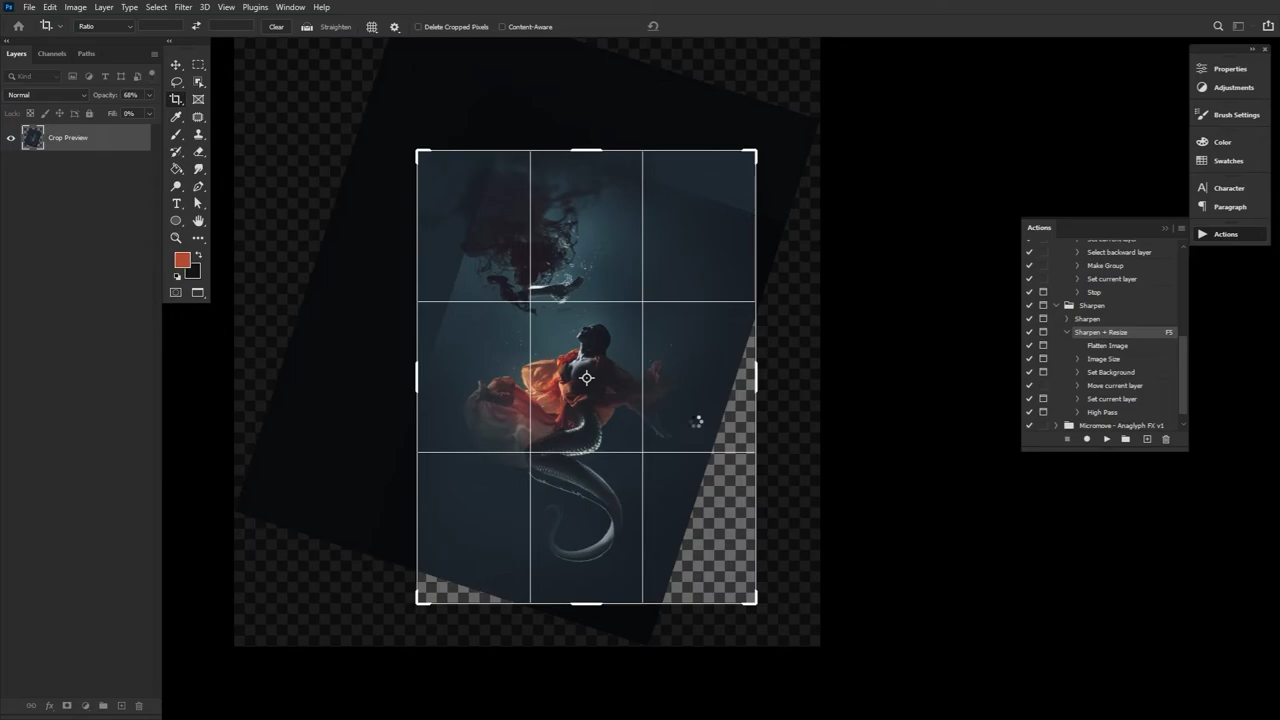 Ps File Edit Image Layer Type Select Filter 3D View Plugins Window Help
Ratio Clear Straighten Delete Cropped Pixels Content-Aware
Layers Channels Paths
Kind
Normal Opacity: 68%
Lock: Fill: 0%
Crop Preview
Properties
Adjustments
Brush Settings
Color
Swatches
Character
Paragraph
Actions
Actions
Select backward layer
Make Group
Set current layer
Stop
Sharpen
Sharpen
Sharpen + Resize F5
Flatten Image
Image Size
Set Background
Move current layer
Set current layer
High Pass
Micromove - Anaglyph FX v1